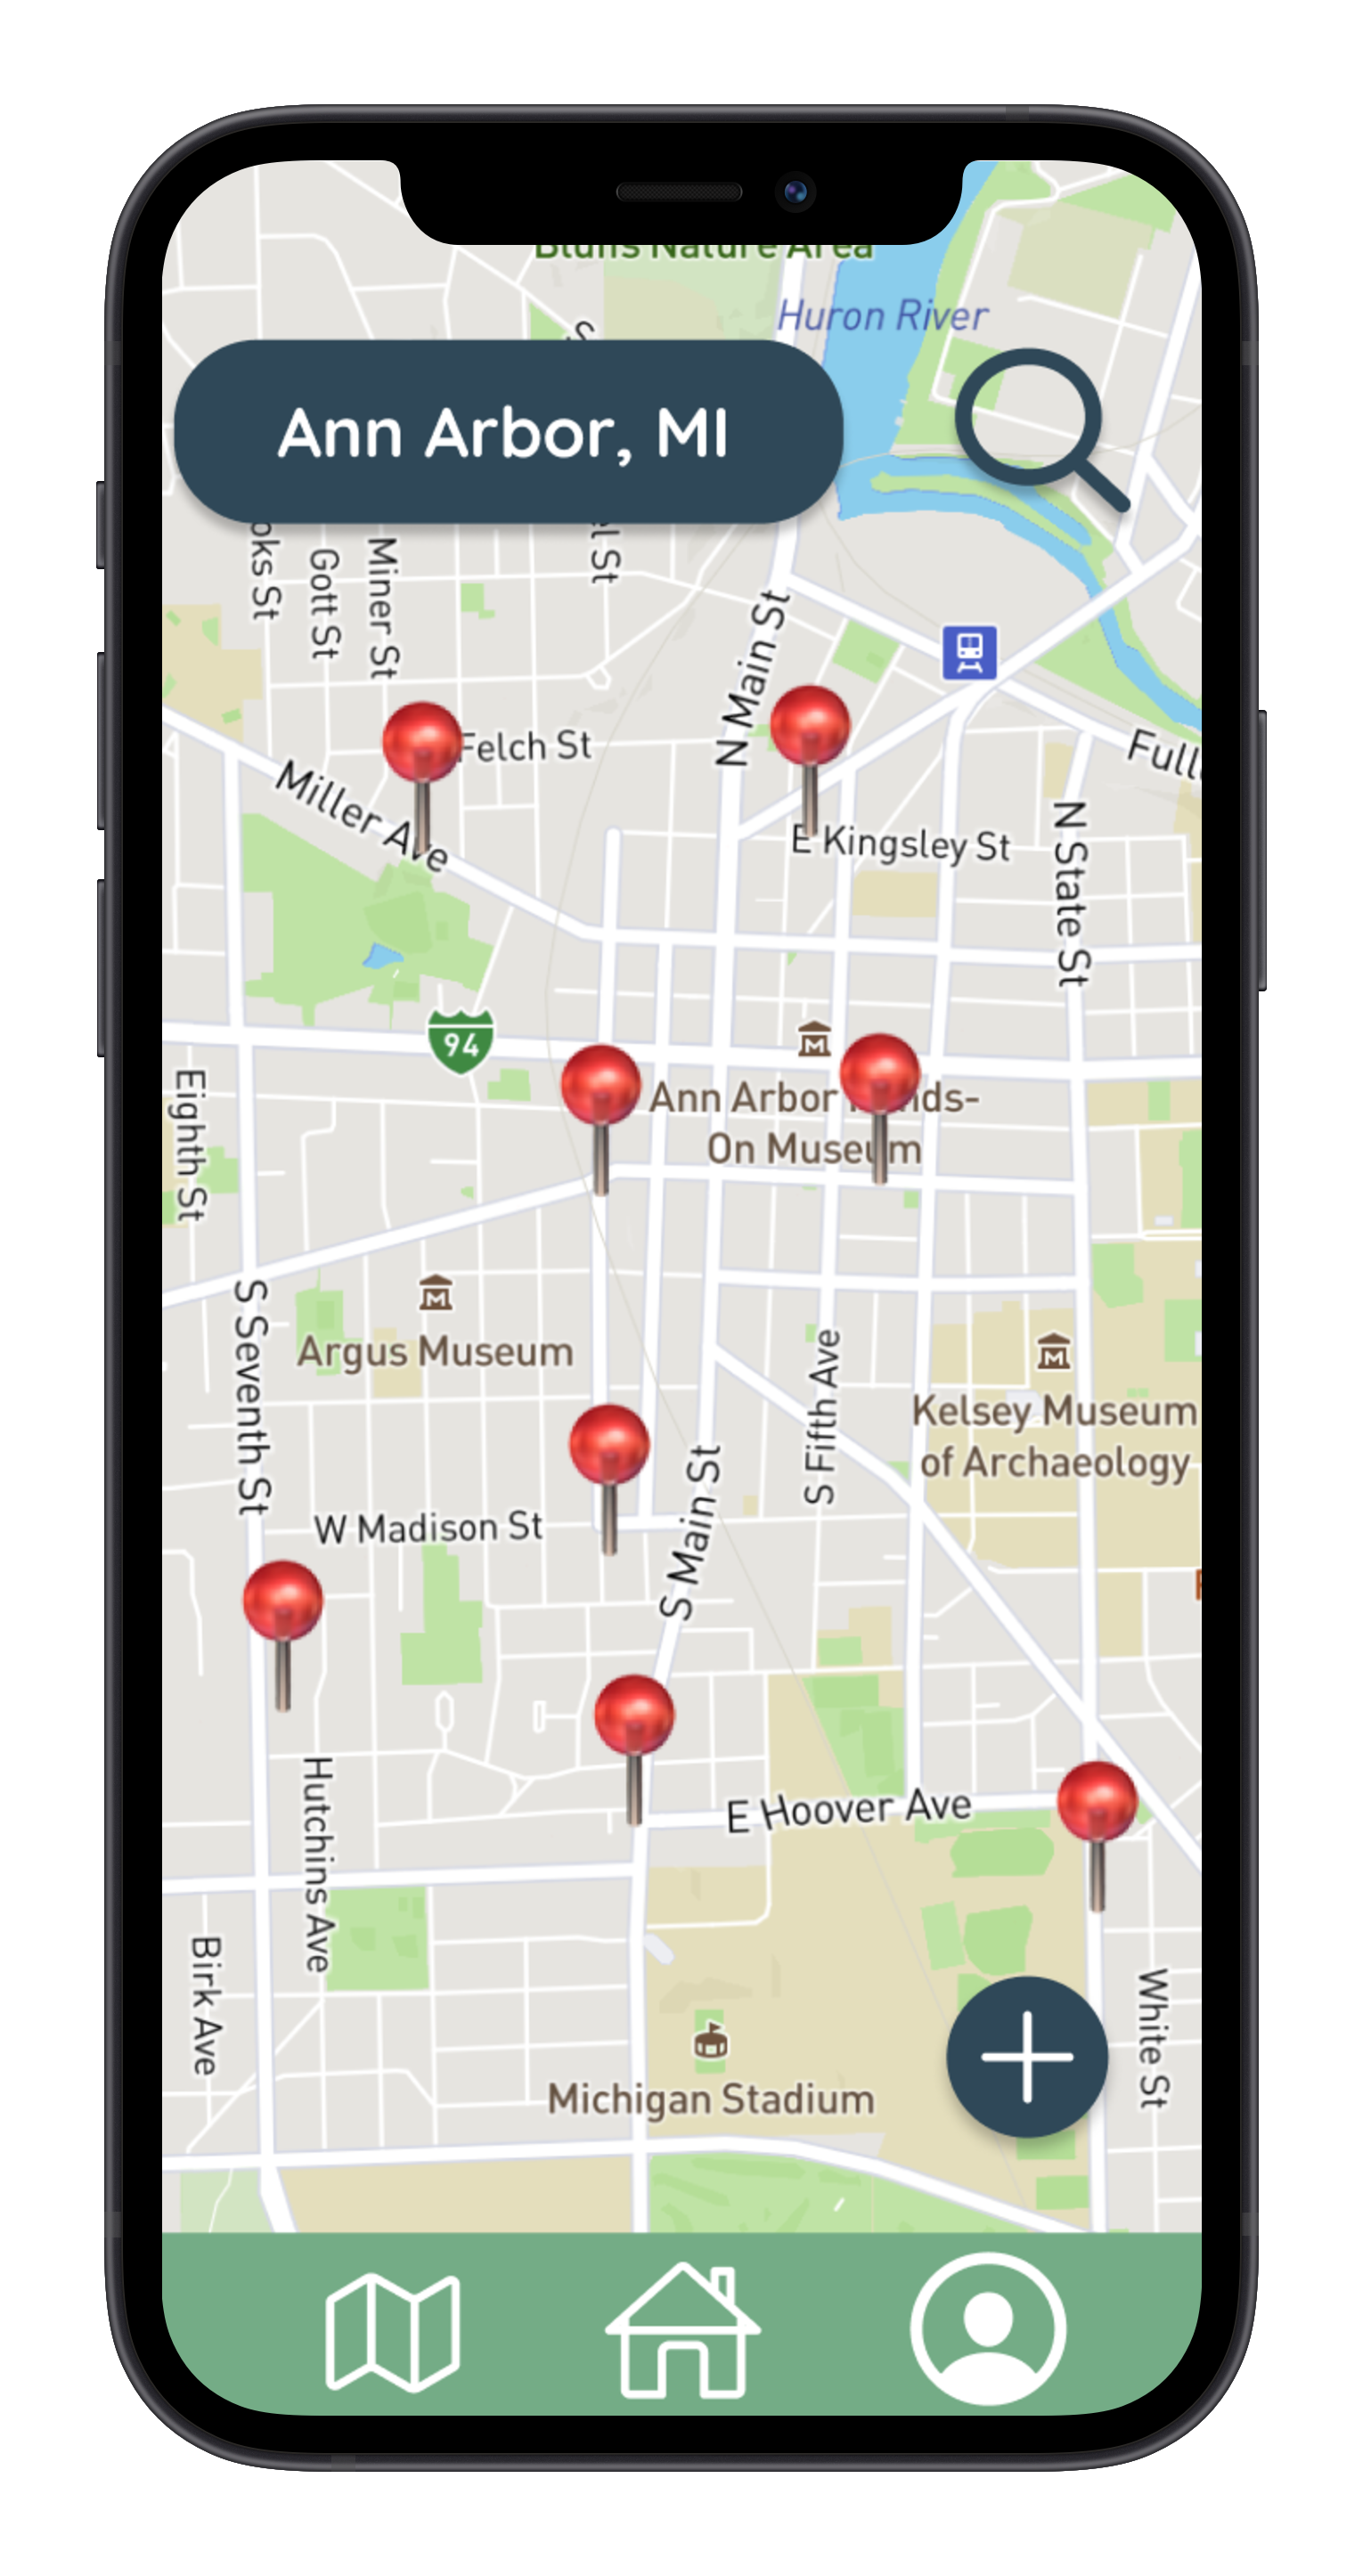 Bluffs Nature Area
Huron River
Ann Arbor, MI
oks St
Gott St
Miner St
l St
N Main St
Felch St
Miller Ave
E Kingsley St
N State St
Full
94
Ann Arbor nds-
On Museum
Eighth St
Argus Museum
S Seventh St
S Fifth Ave
Kelsey Museum
of Archaeology
W Madison St
S Main St
Hutchins Ave
E Hoover Ave
Birk Ave
White St
Michigan Stadium